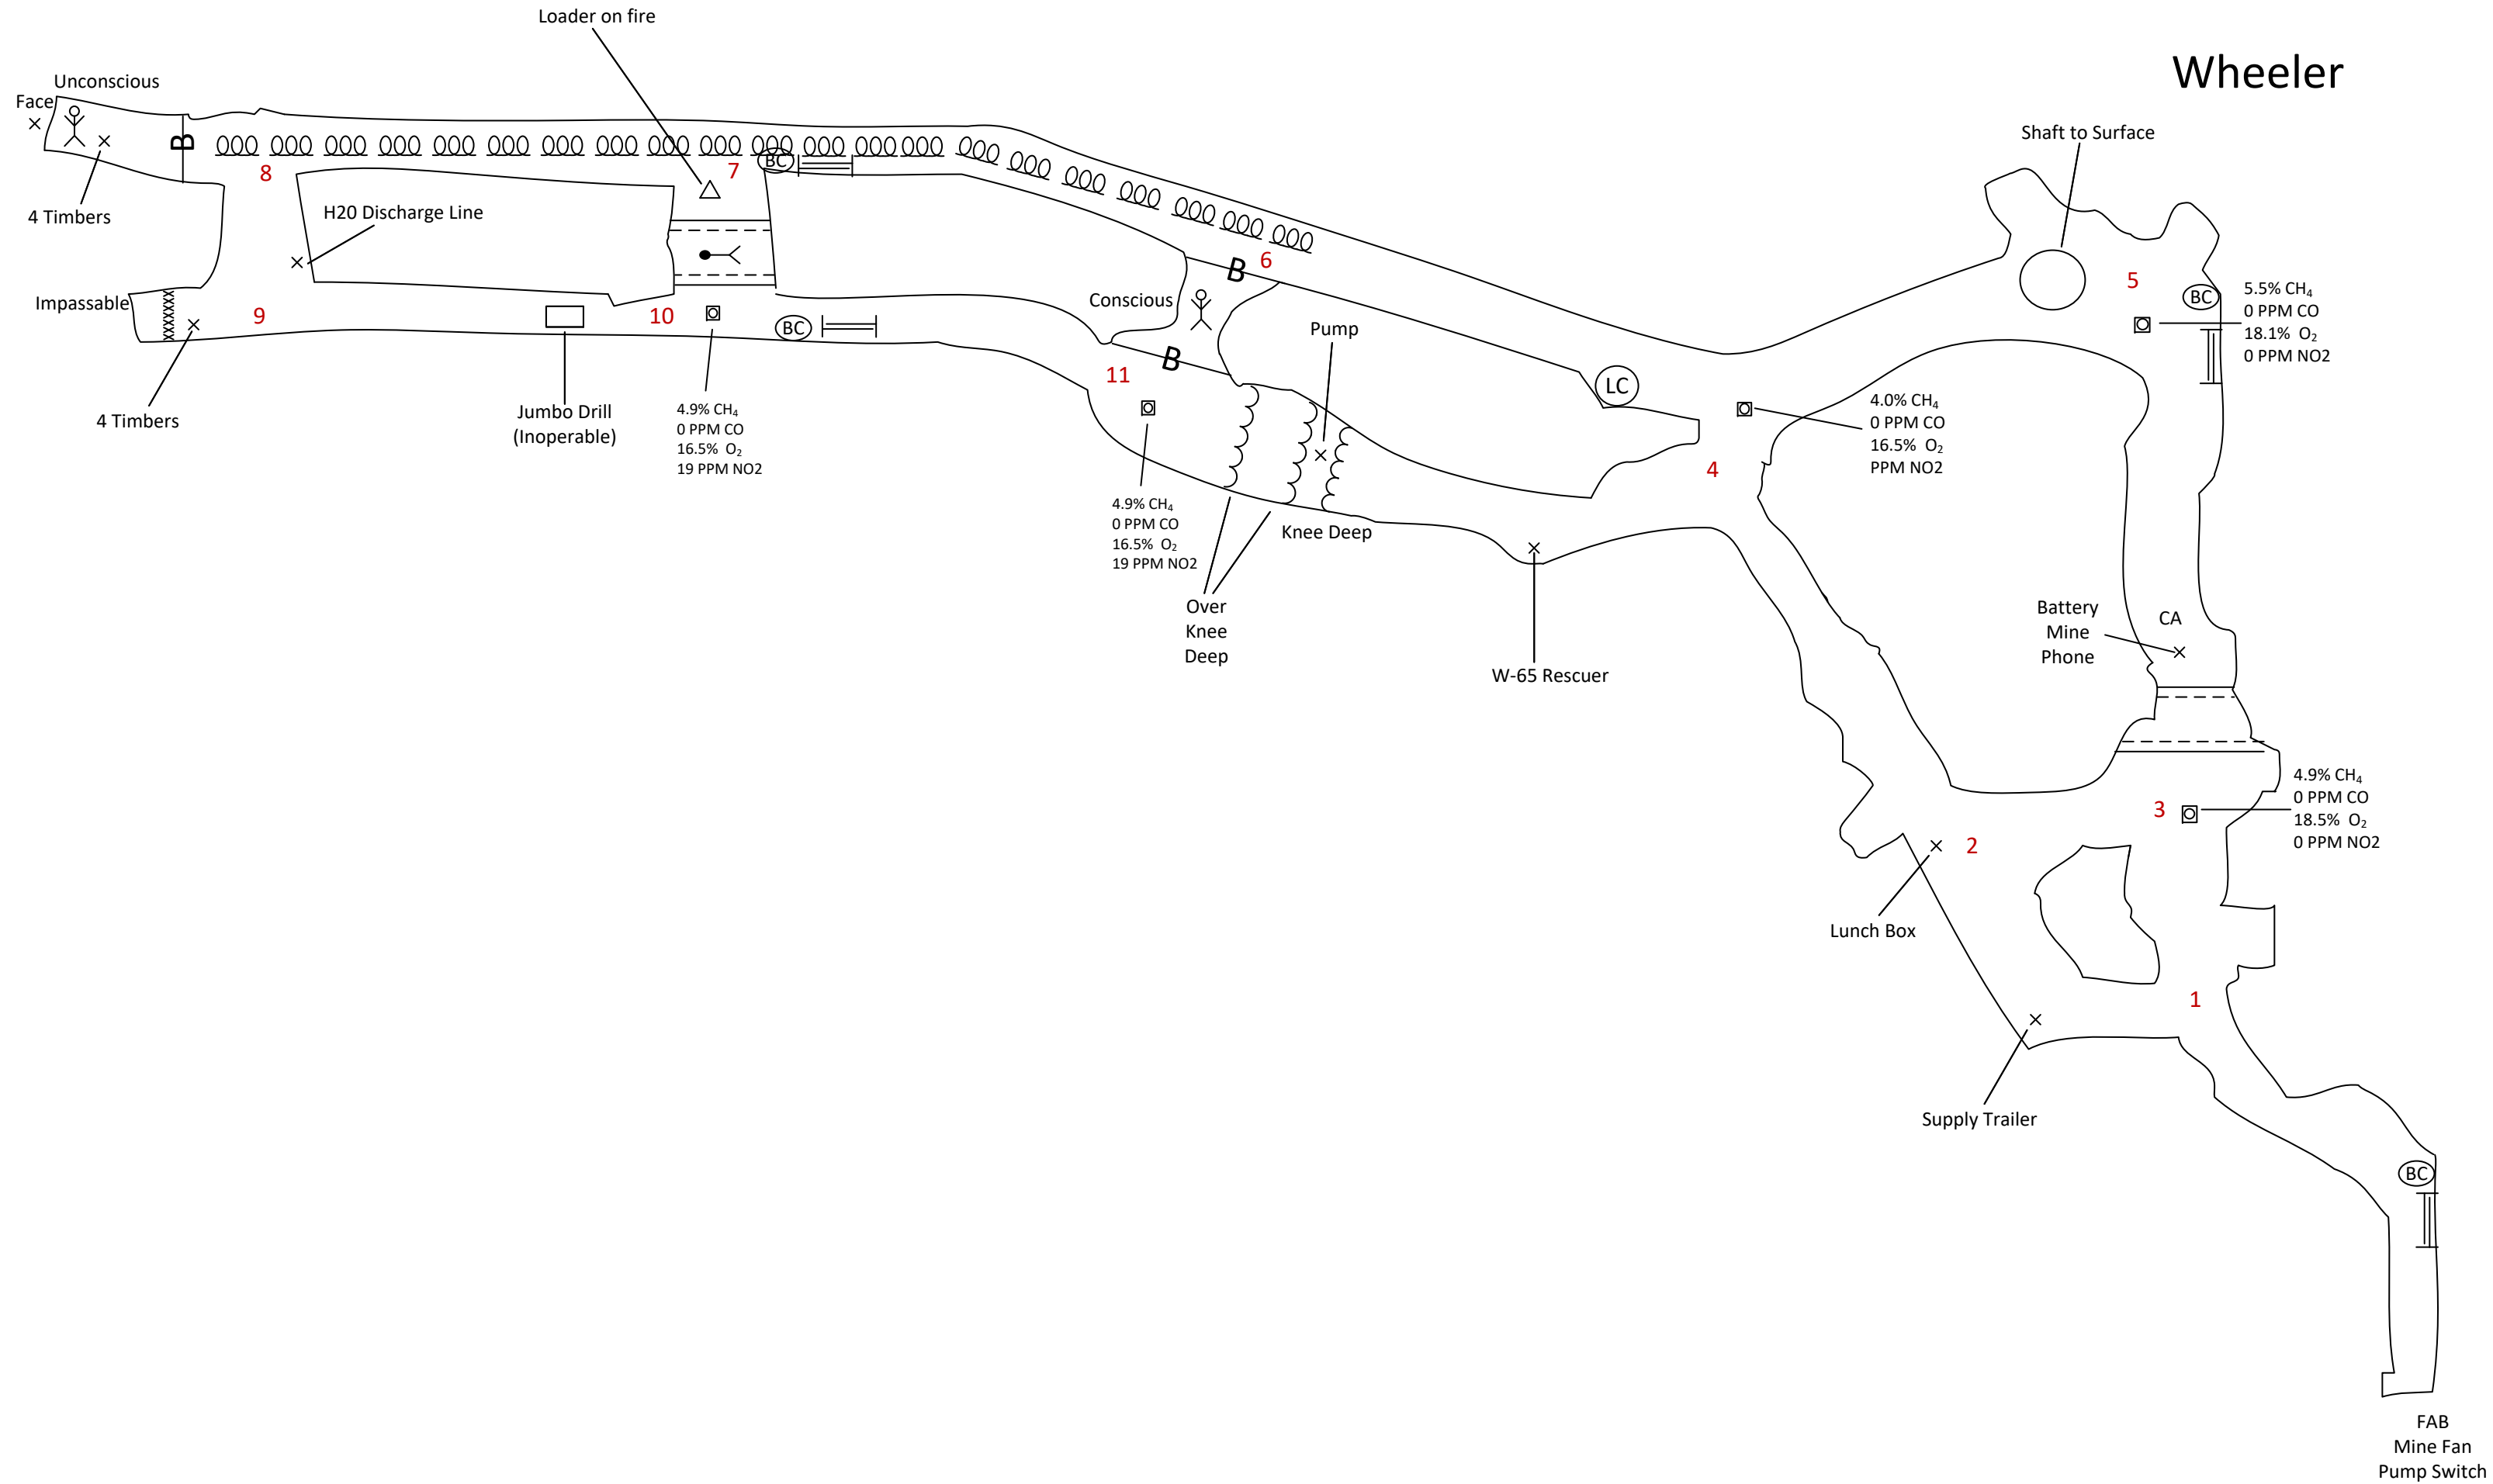 Wheeler
Loader on fire
Unconscious
Face
B
4 Timbers
8
7
BC
H20 Discharge Line
Shaft to Surface
6
B
5
BC
5.5% CH₄
0 PPM CO
18.1% O₂
0 PPM NO2
Impassable
9
10
BC
Conscious
Pump
B
11
LC
4 Timbers
Jumbo Drill
(Inoperable)
4.9% CH₄
0 PPM CO
16.5% O₂
19 PPM NO2
4.0% CH₄
0 PPM CO
16.5% O₂
PPM NO2
4
4.9% CH₄
0 PPM CO
16.5% O₂
19 PPM NO2
Knee Deep
Over
Knee
Deep
W-65 Rescuer
Battery
Mine
Phone
CA
3
4.9% CH₄
0 PPM CO
18.5% O₂
0 PPM NO2
2
Lunch Box
1
Supply Trailer
BC
FAB
Mine Fan
Pump Switch